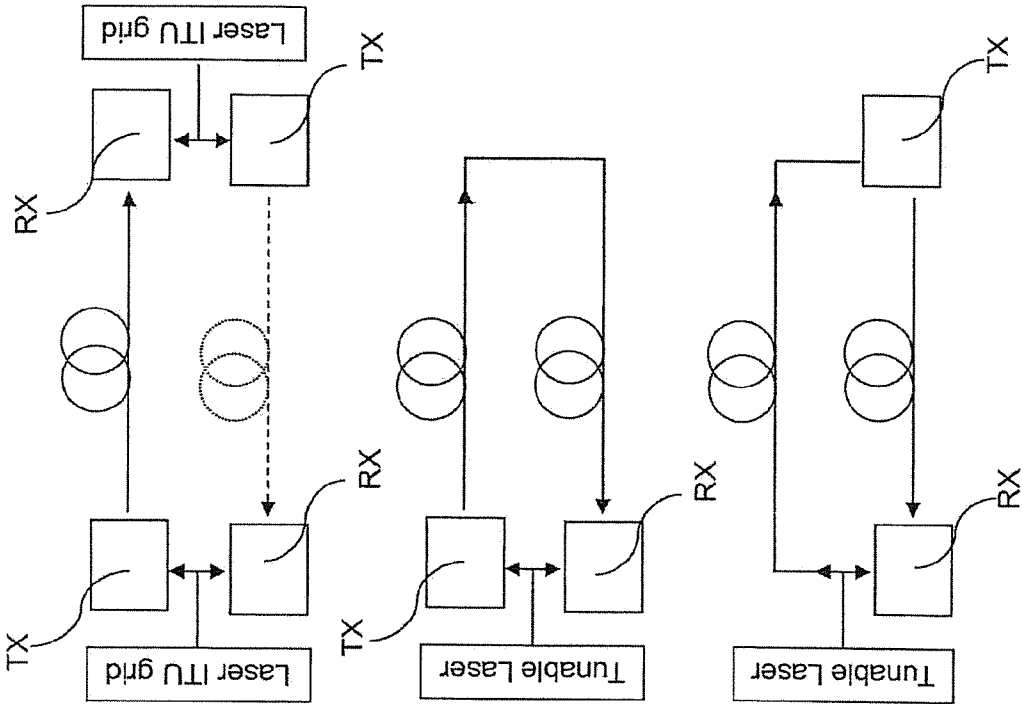 Laser ITU grid
TX
RX
RX
TX
Laser ITU grid
Tunable Laser
TX
RX
Tunable Laser
RX
TX